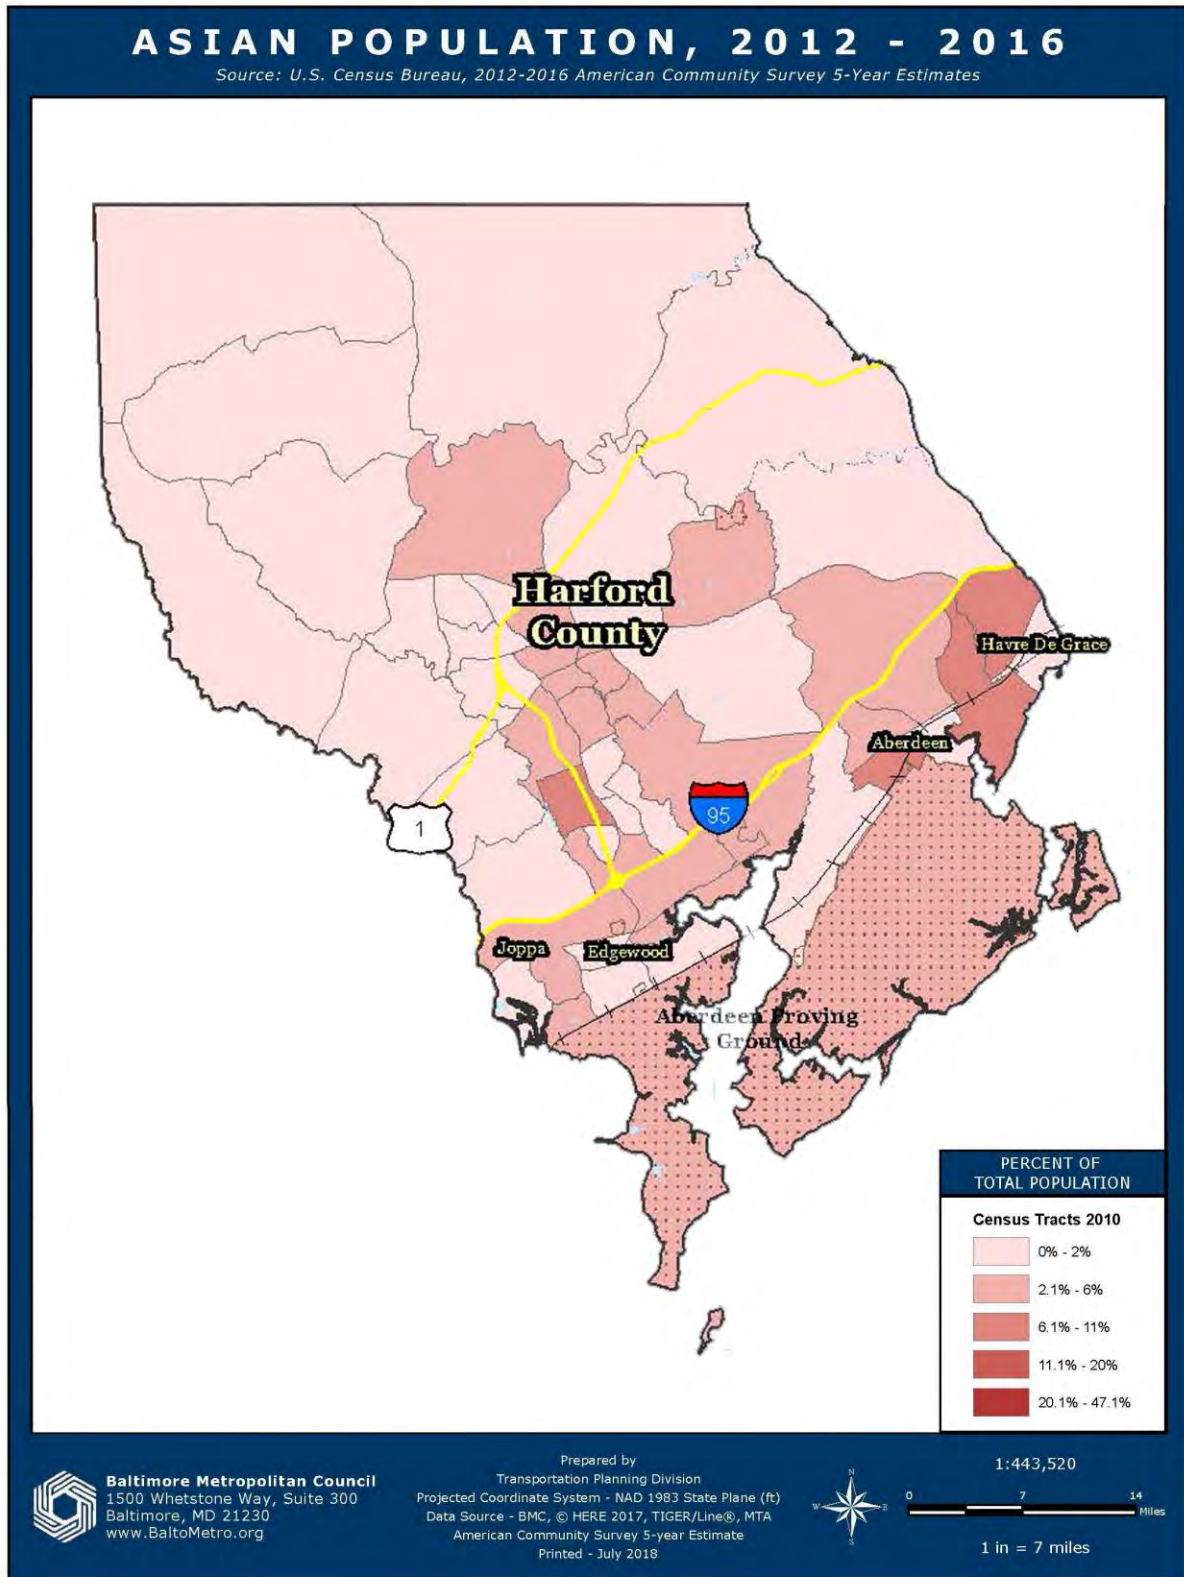 ASIAN POPULATION, 2012 - 2016
Source: U.S. Census Bureau, 2012-2016 American Community Survey 5-Year Estimates
Harford
County
Havre De Grace
Aberdeen
95
1
Joppa
Edgewood
Aberdeen Proving
Ground
PERCENT OF
TOTAL POPULATION
Census Tracts 2010
0% - 2%
2.1% - 6%
6.1% - 11%
11.1% - 20%
20.1% - 47.1%
Baltimore Metropolitan Council
1500 Whetstone Way, Suite 300
Baltimore, MD 21230
www.BaltoMetro.org
Prepared by
Transportation Planning Division
Projected Coordinate System - NAD 1983 State Plane (ft)
Data Source - BMC, © HERE 2017, TIGER/Line®, MTA
American Community Survey 5-year Estimate
Printed - July 2018
N
W
E
S
1:443,520
0 7 14
Miles
1 in = 7 miles